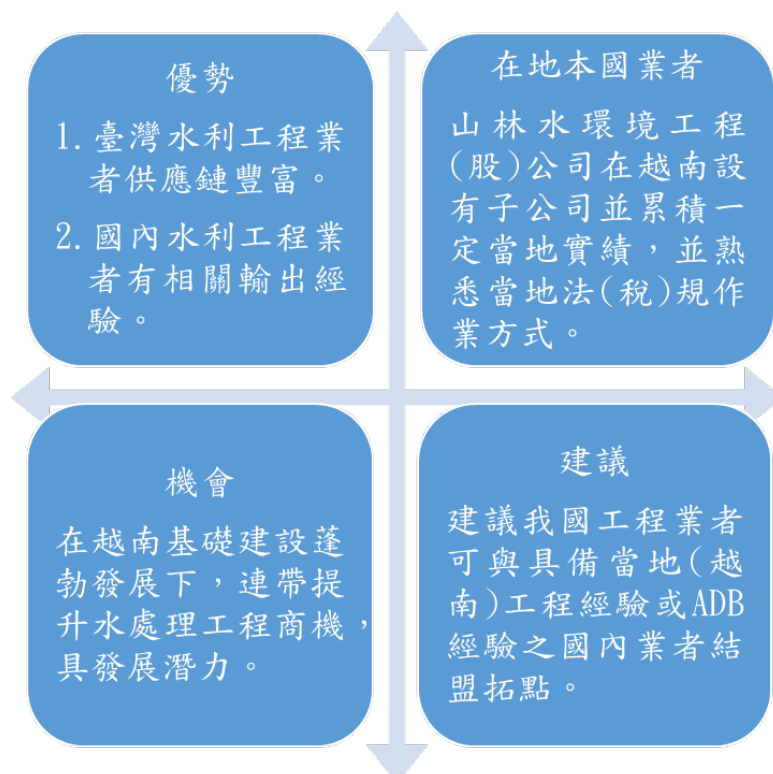 優勢
1. 臺灣水利工程業
者供應鏈豐富。
2. 國內水利工程業
者有相關輸出經
驗。
在地本國業者
山林水環境工程
(股)公司在越南設
有子公司並累積一
定當地實績，並熟
悉當地法(稅)規作
業方式。
機會
在越南基礎建設蓬
勃發展下，連帶提
升水處理工程商機，
具發展潛力。
建議
建議我國工程業者
可與具備當地(越
南)工程經驗或ADB
經驗之國內業者結
盟拓點。